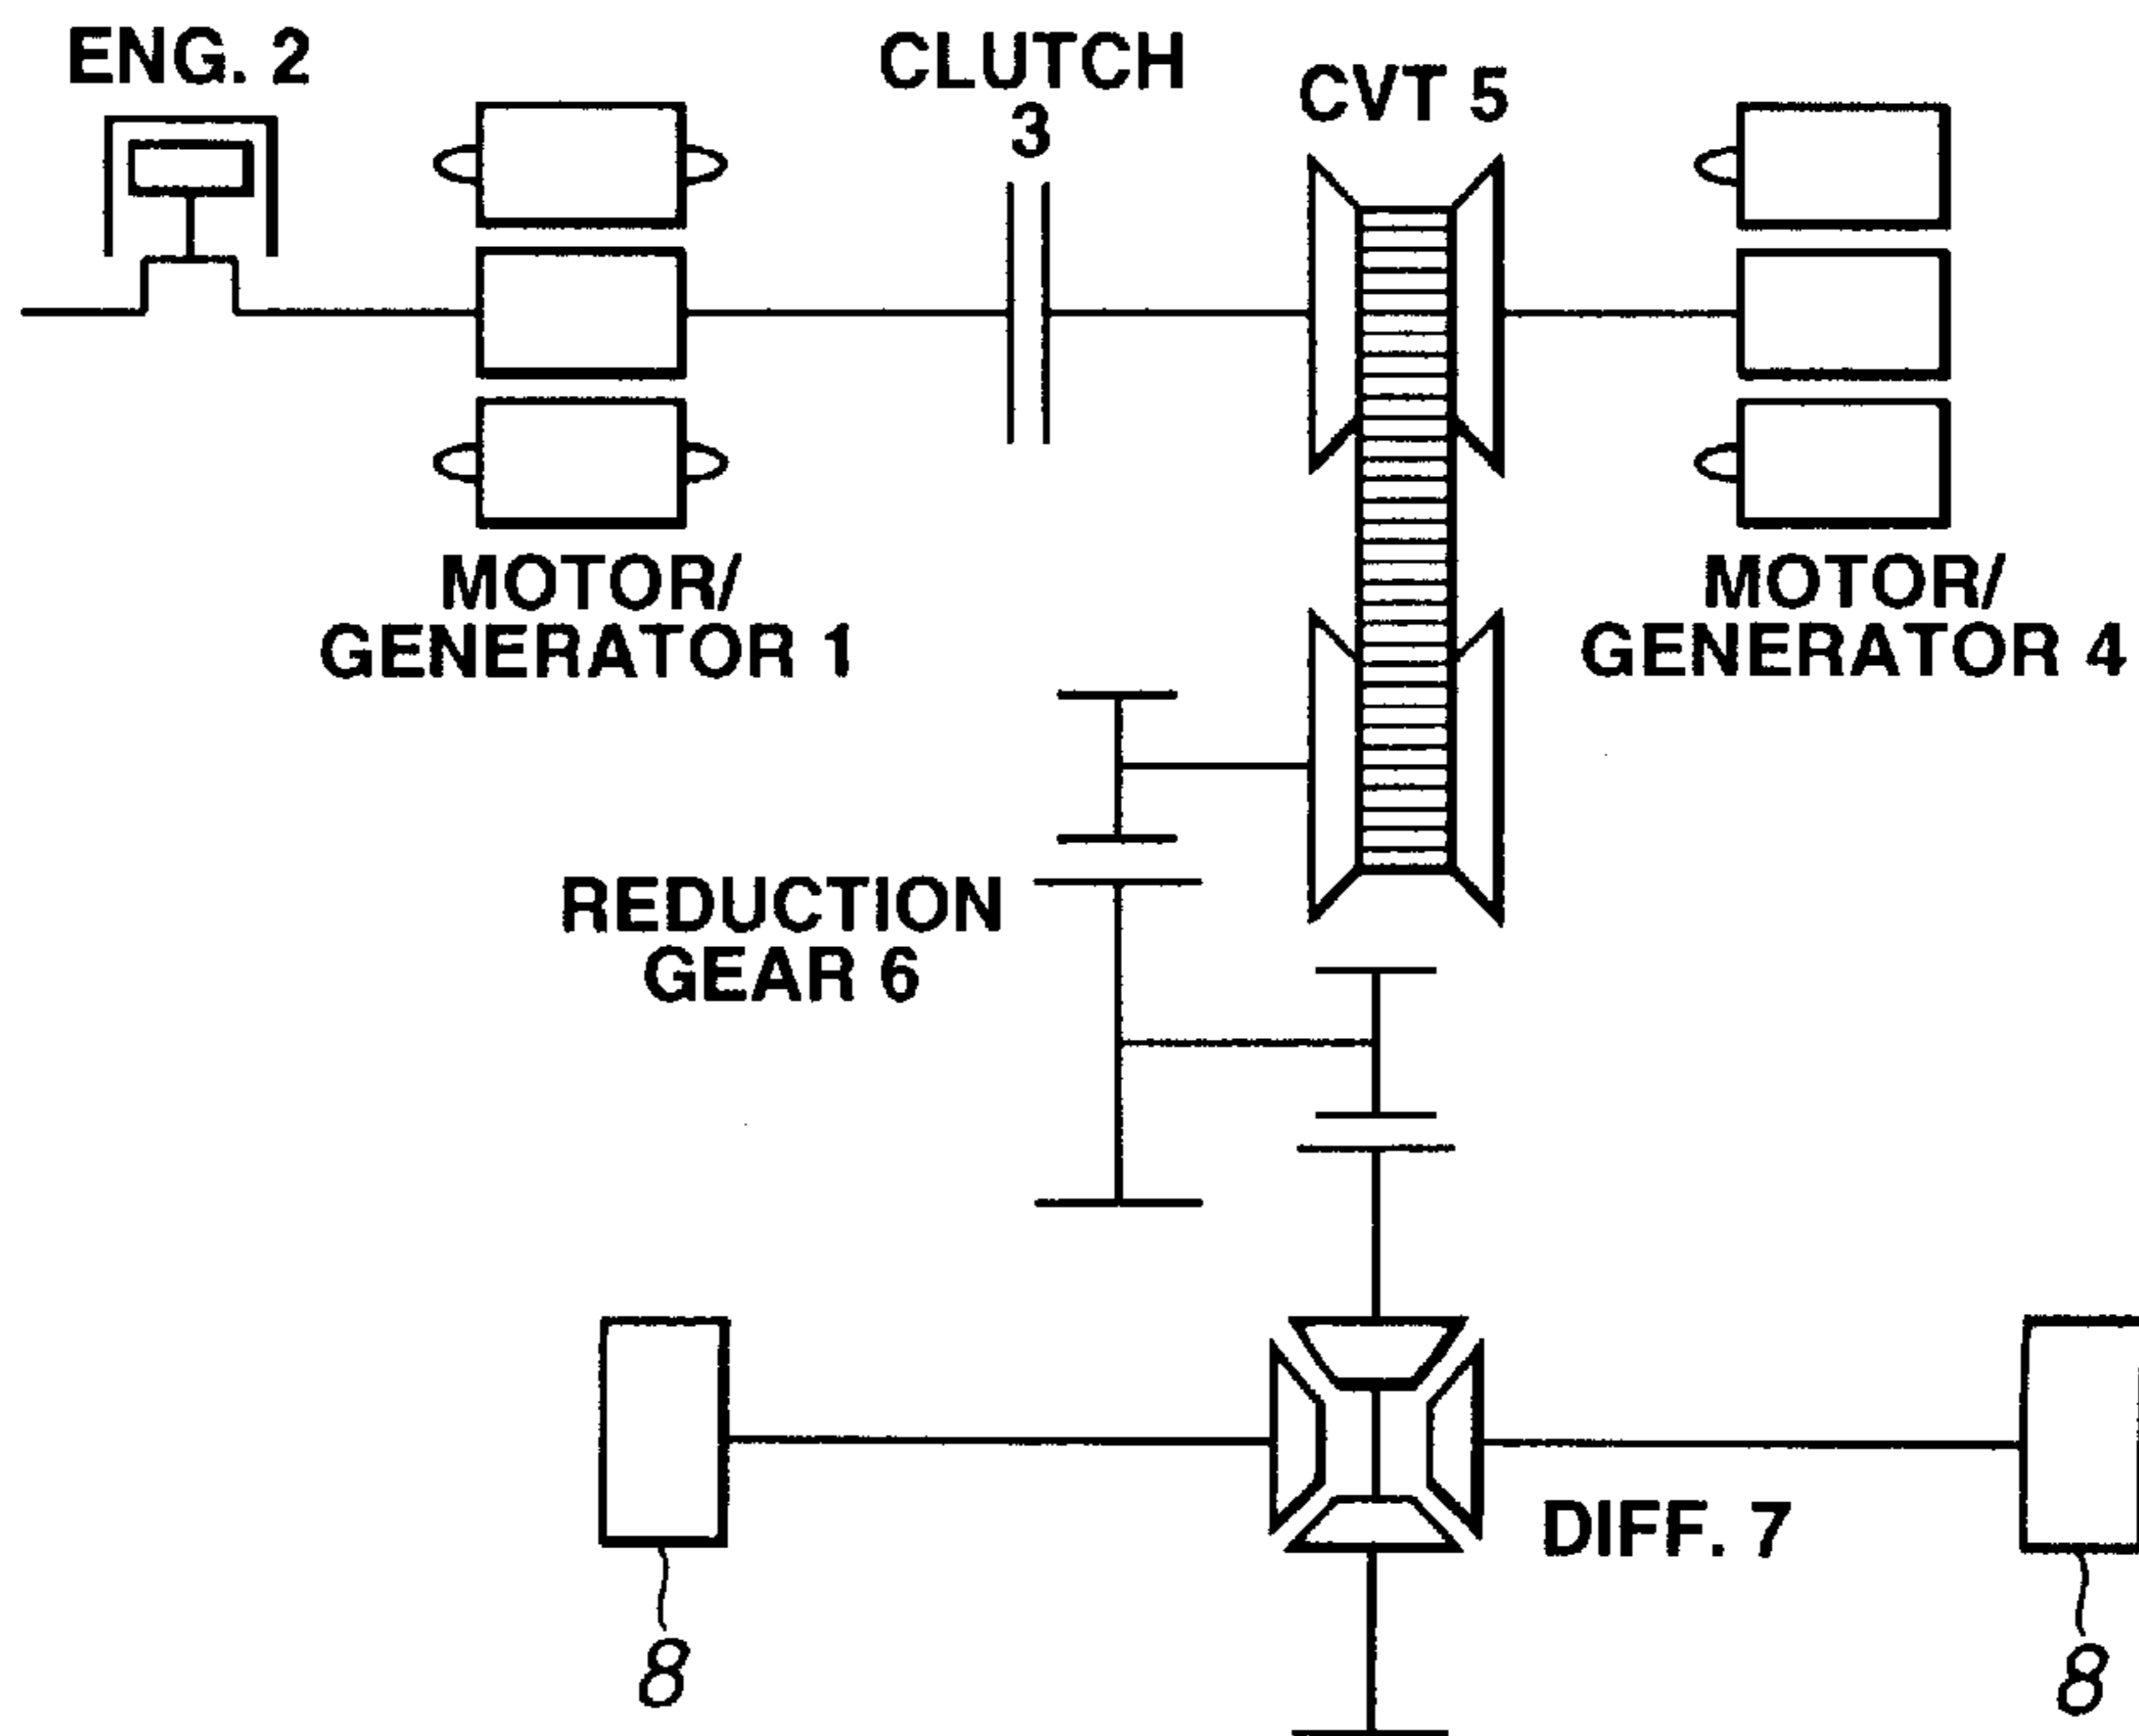 ENG. 2
CLUTCH
3
CVT 5
MOTOR/
GENERATOR 1
MOTOR/
GENERATOR 4
REDUCTION
GEAR 6
DIFF. 7
8
8